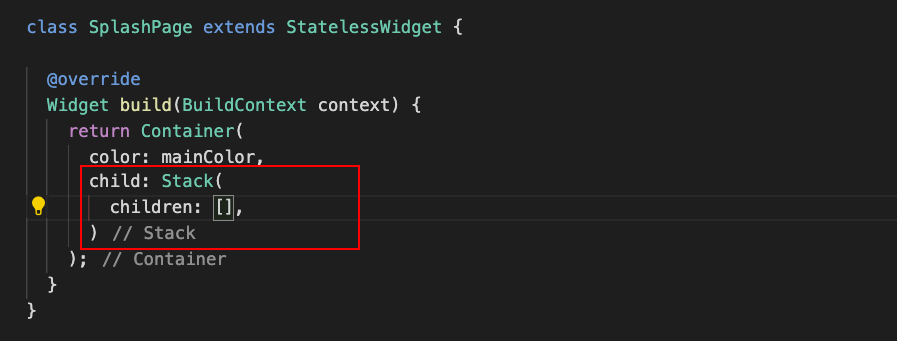 class SplashPage extends StatelessWidget {
@override
Widget build(BuildContext context) {
return Container(
color: mainColor,
child: Stack(
children: [],
) // Stack
); // Container
}
}